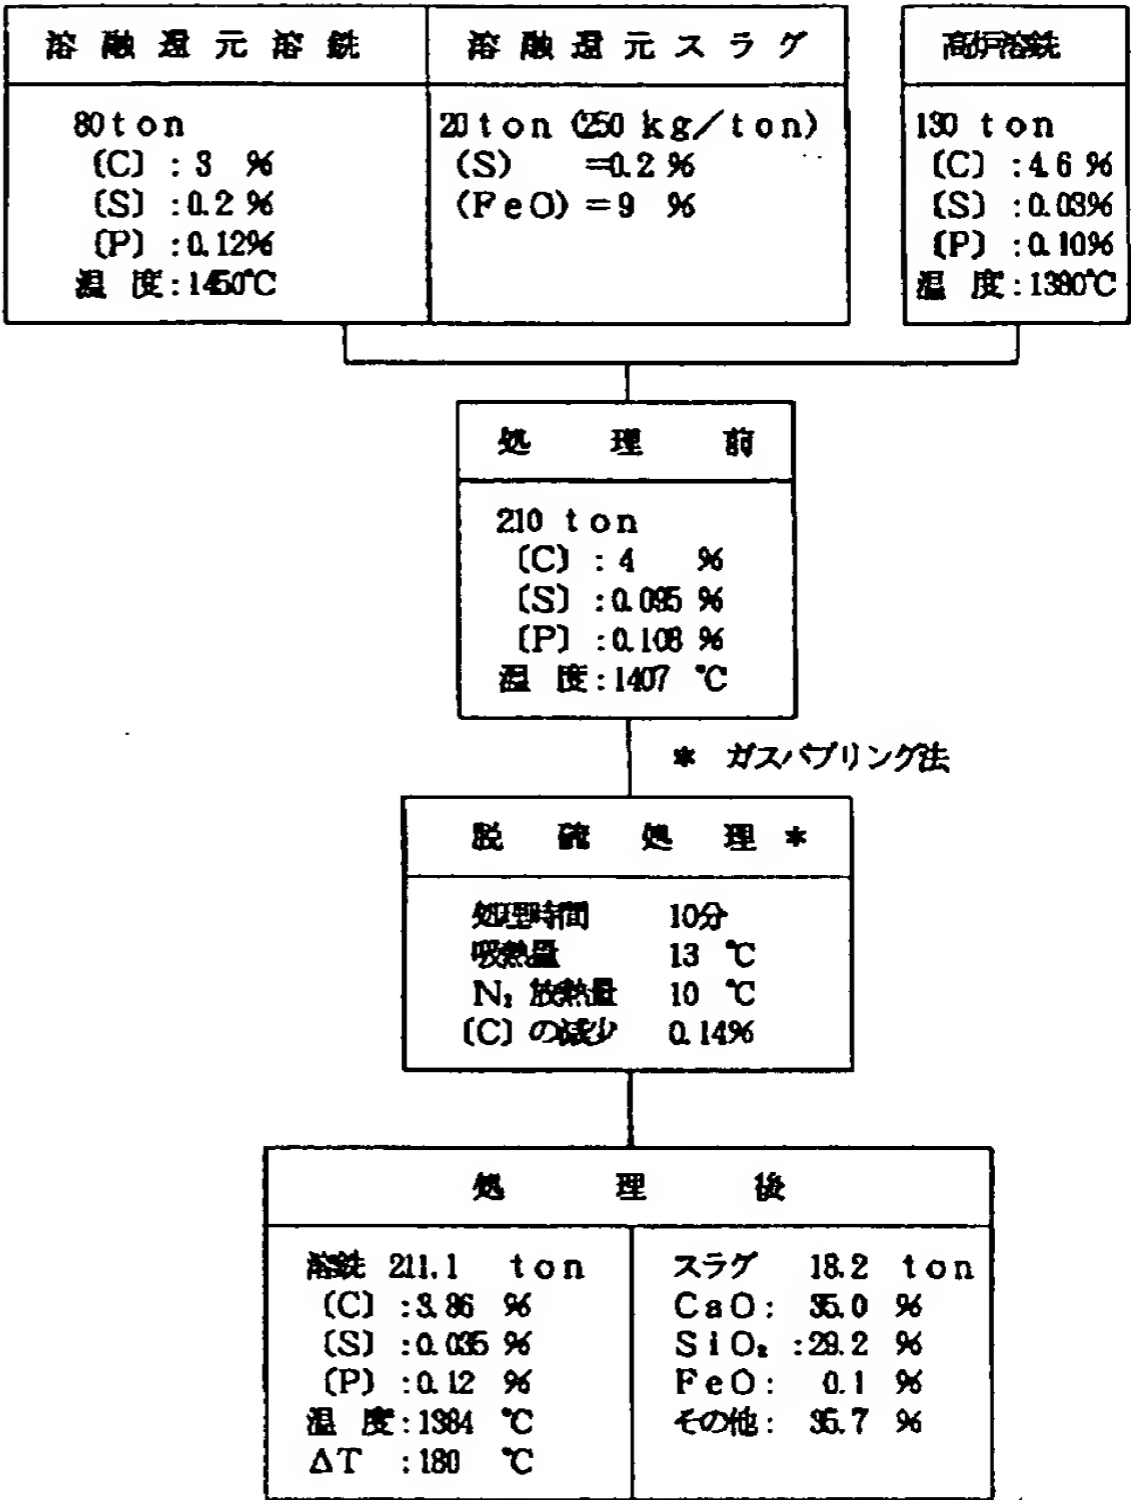 溶融還元溶銑
80ton
〔C〕:3 %
〔S〕:0.2 %
〔P〕:0.12%
温度:1450℃
溶融還元スラグ
20ton(250kg/ton)
(S) =0.2 %
(FeO)=9 %
高炉溶銑
130 ton
〔C〕:4.6 %
〔S〕:0.03%
〔P〕:0.10%
温度:1380℃
処理前
210 ton
〔C〕:4 %
〔S〕:0.095 %
〔P〕:0.108 %
温度:1407 ℃
* ガスバブリング法
脱硫処理*
処理時間 10分
吸熱量 13 ℃
N₂放熱量 10 ℃
〔C〕の減少 0.14%
処理後
溶銑 211.1 ton
〔C〕:3.86 %
〔S〕:0.035 %
〔P〕:0.12 %
温度:1384 ℃
ΔT :180 ℃
スラグ 18.2 ton
CaO: 35.0 %
SiO₂:29.2 %
FeO: 0.1 %
その他: 35.7 %